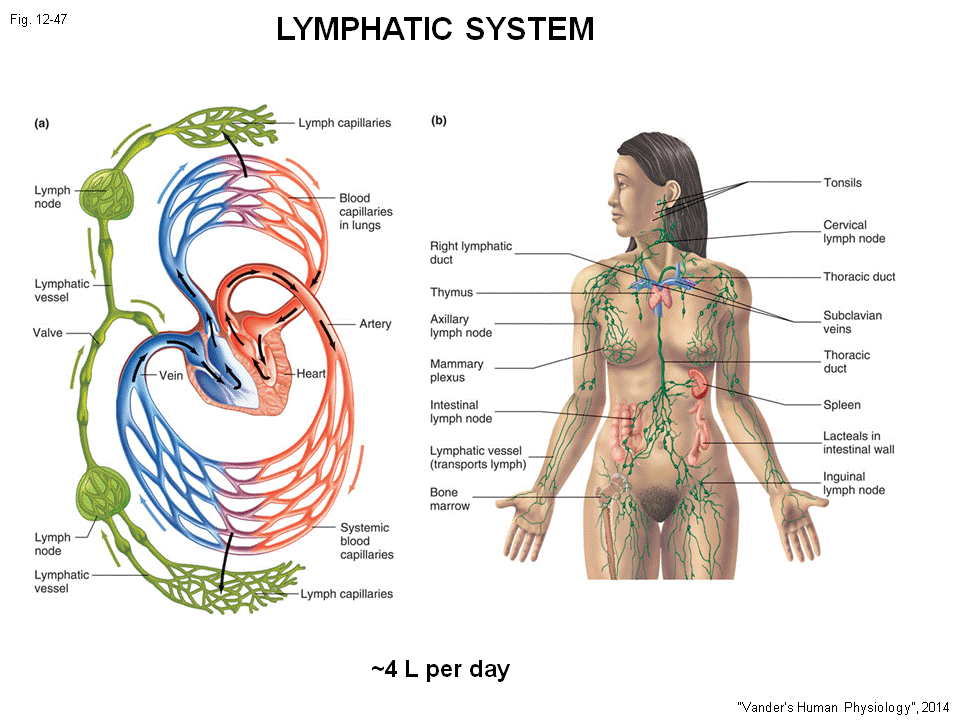 Fig. 12-47
LYMPHATIC SYSTEM
(a)
Lymph capillaries
Lymph
node
Blood
capillaries
in lungs
Lymphatic
vessel
Valve
Artery
Vein
Heart
Systemic
blood
capillaries
Lymph
node
Lymphatic
vessel
Lymph capillaries
(b)
Tonsils
Cervical
lymph node
Right lymphatic
duct
Thoracic duct
Thymus
Subclavian
veins
Axillary
lymph node
Thoracic
duct
Mammary
plexus
Spleen
Intestinal
lymph node
Lacteals in
intestinal wall
Lymphatic vessel
(transports lymph)
Inguinal
lymph node
Bone
marrow
~4 L per day
"Vander's Human Physiology", 2014